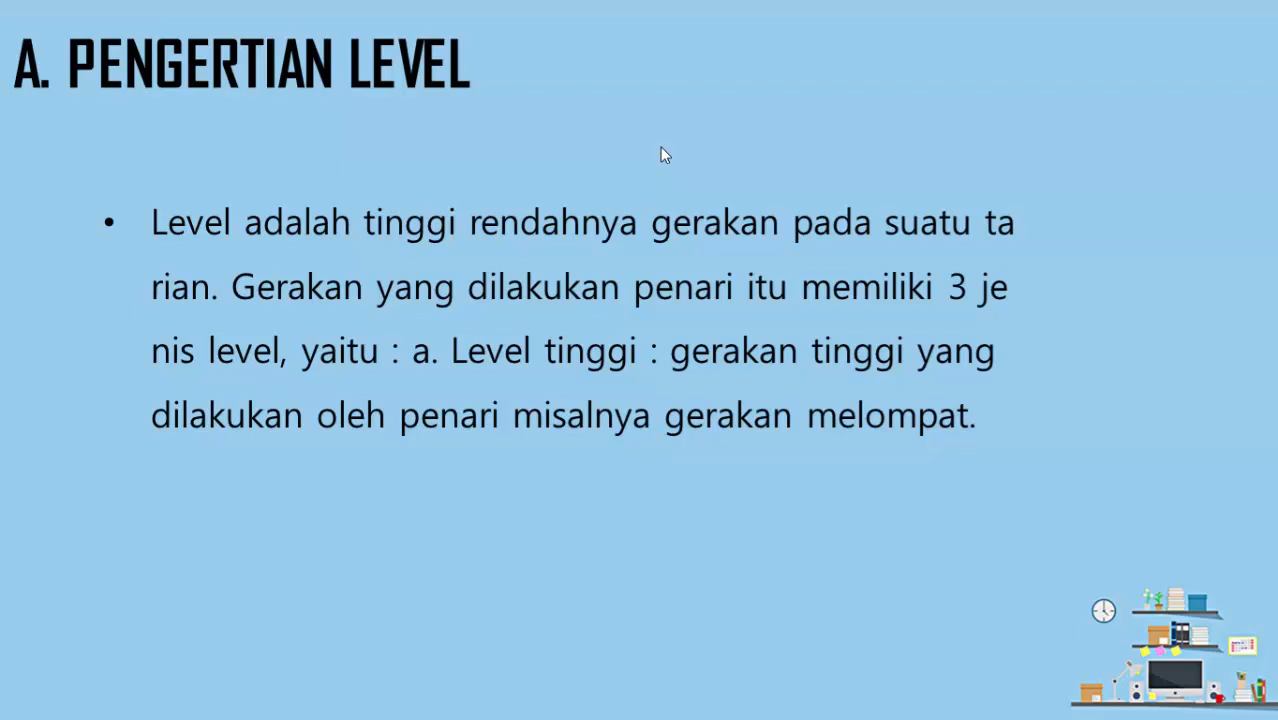 A. PENGERTIAN LEVEL
• Level adalah tinggi rendahnya gerakan pada suatu ta
rian. Gerakan yang dilakukan penari itu memiliki 3 je
nis level, yaitu : a. Level tinggi : gerakan tinggi yang
dilakukan oleh penari misalnya gerakan melompat.